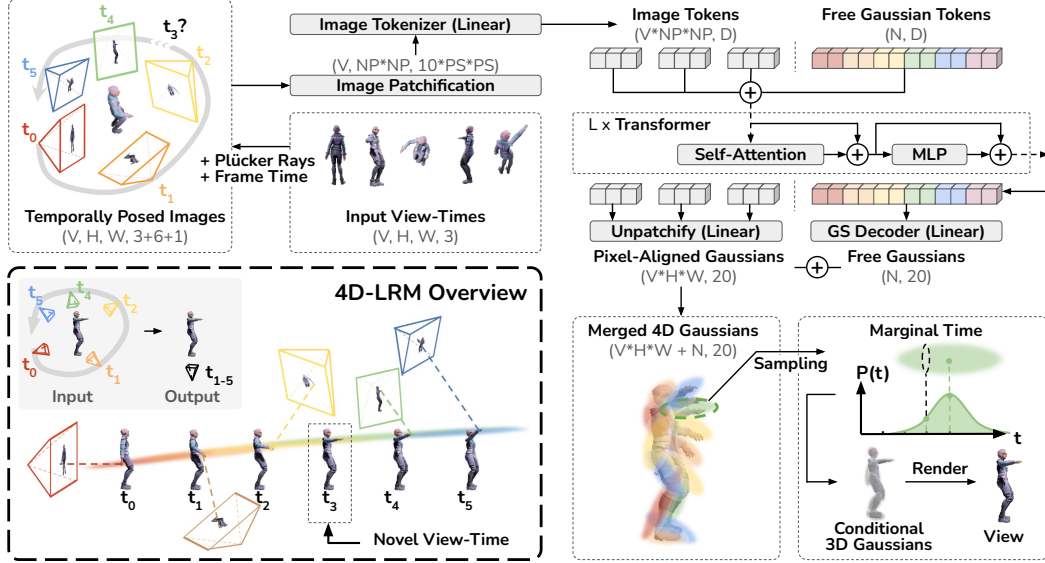 t4
t3?
t5
t2
t0
t1
Temporally Posed Images
(V, H, W, 3+6+1)
Image Tokenizer (Linear)
(V, NP*NP, 10*PS*PS)
Image Patchification
+ Plücker Rays
+ Frame Time
Input View-Times
(V, H, W, 3)
Image Tokens
(V*NP*NP, D)
Free Gaussian Tokens
(N, D)
L x Transformer
Self-Attention
MLP
Unpatchify (Linear)
GS Decoder (Linear)
Pixel-Aligned Gaussians
(V*H*W, 20)
Free Gaussians
(N, 20)
4D-LRM Overview
t5
t4
t2
t0
t1
t1-5
Input
Output
t0
t1
t2
t3
t4
t5
Novel View-Time
Merged 4D Gaussians
(V*H*W + N, 20)
Sampling
Marginal Time
P(t)
t
Render
Conditional
3D Gaussians
View